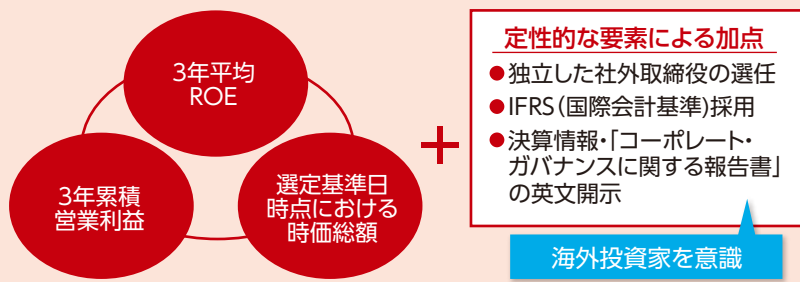 3年平均
ROE
3年累積
営業利益
選定基準日
時点における
時価総額
+
定性的な要素による加点
●独立した社外取締役の選任
●IFRS(国際会計基準)採用
●決算情報・「コーポレート・
ガバナンスに関する報告書」
の英文開示
海外投資家を意識